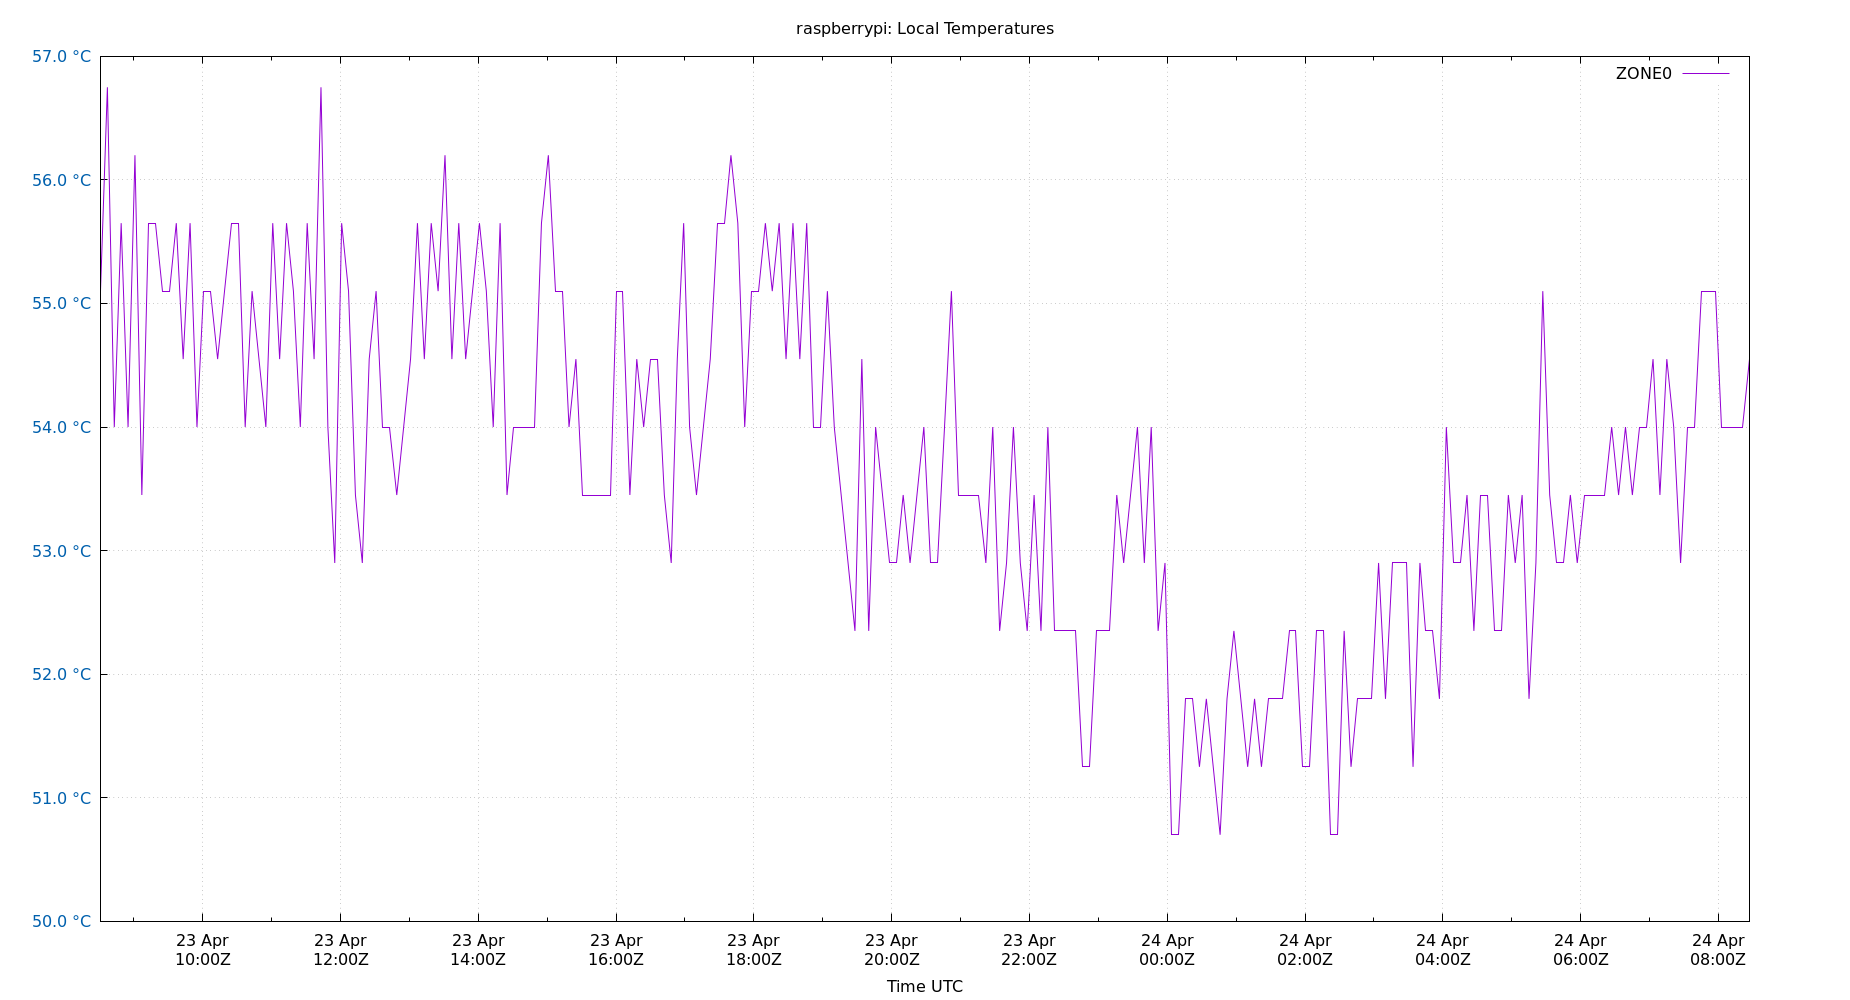 raspberrypi: Local Temperatures
57.0 °C
ZONE0
56.0 °C
55.0 °C
54.0 °C
53.0 °C
52.0 °C
51.0 °C
50.0 °C
23 Apr 23 Apr 23 Apr 23 Apr 23 Apr 23 Apr 23 Apr 24 Apr 24 Apr 24 Apr 24 Apr 24 Apr
10:00Z 12:00Z 14:00Z 16:00Z 18:00Z 20:00Z 22:00Z 00:00Z 02:00Z 04:00Z 06:00Z 08:00Z
Time UTC